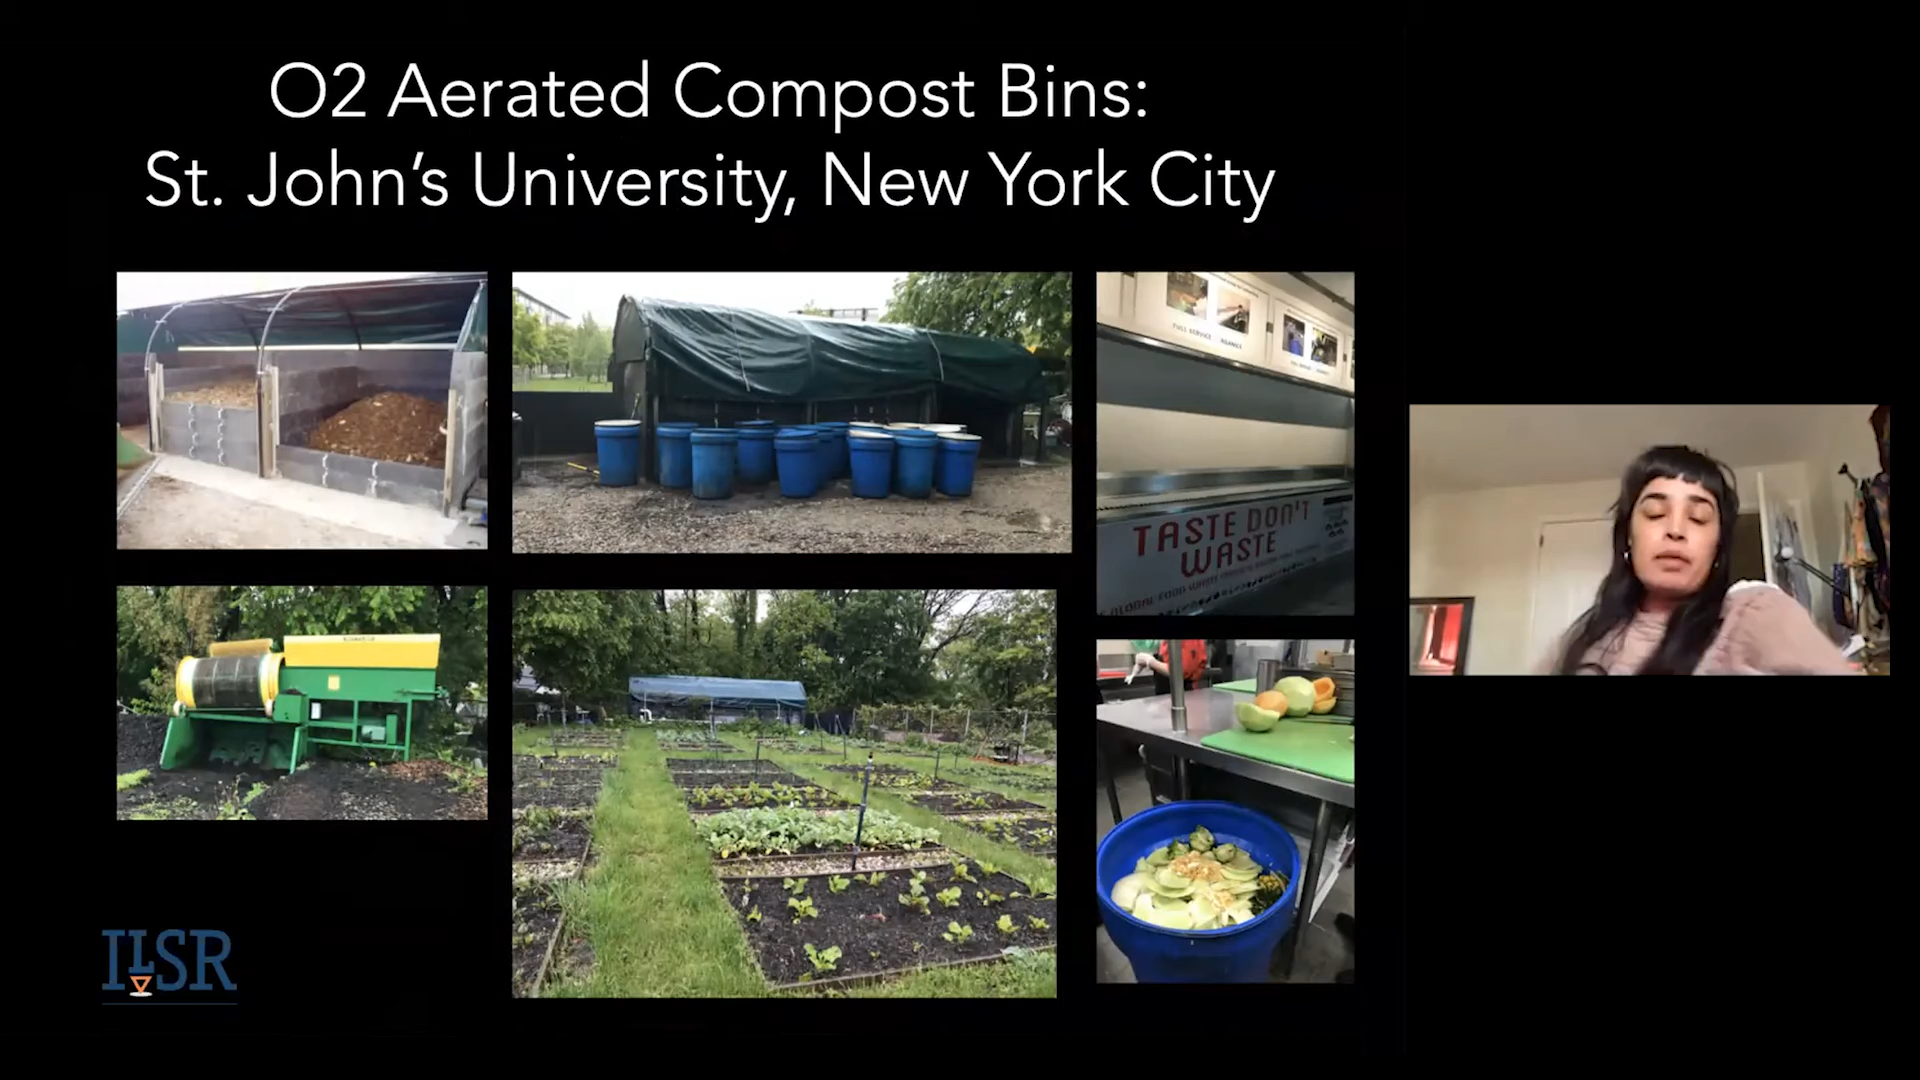 O2 Aerated Compost Bins:
St. John’s University, New York City
TASTE DON'T
WASTE
ILSR